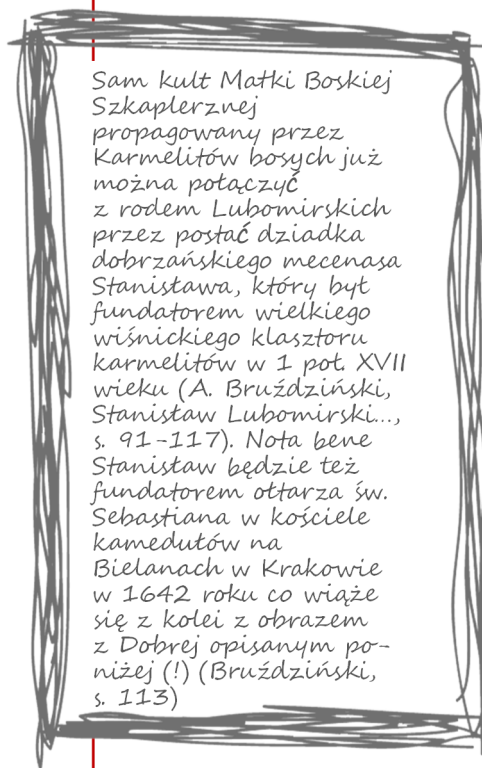 Sam kult Matki Boskiej
Szkaplerznej
propagowany przez
Karmelitów bosych już
można połączyć
z rodem Lubomirskich
przez postać dziadka
dobrzańskiego mecenasa
Stanisława, który był
fundatorem wielkiego
wiśnickiego klasztoru
karmelitów w 1 poł. XVII
wieku (A. Bruździński,
Stanisław Lubomirski...,
s. 91-117). Nota bene
Stanisław będzie też
fundatorem ołtarza św.
Sebastiana w kościele
kamedułów na
Bielanach w Krakowie
w 1642 roku co wiąże
się z kolei z obrazem
z Dobrej opisanym po-
niżej (!) (Bruździński,
s. 113)